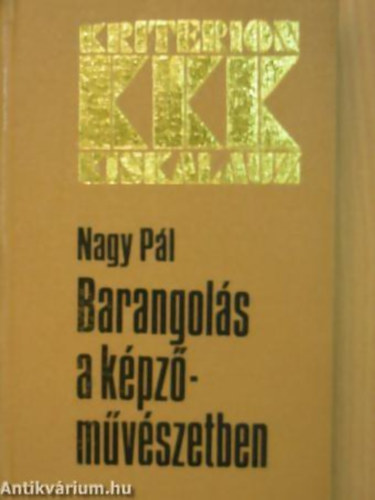 KRITERION
KKK
KISKALAUZ
Nagy Pál
Barangolás
a képző-
művészetben
Antikvárium.hu